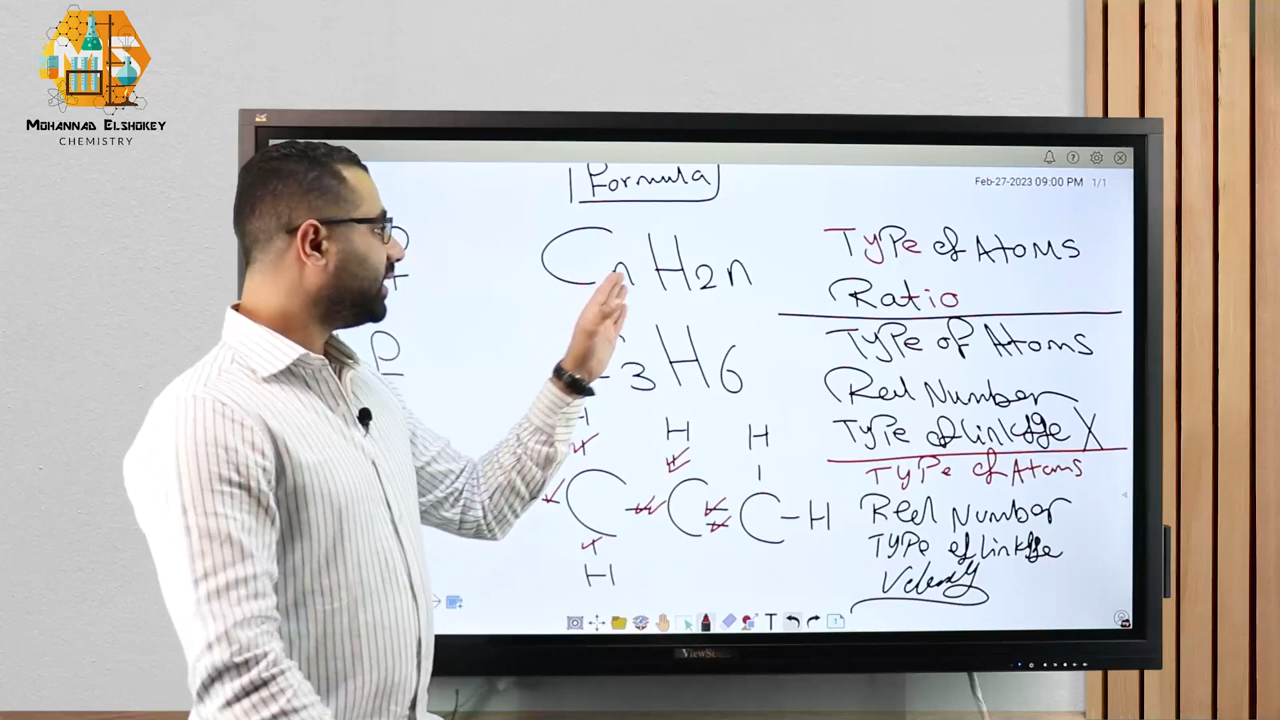 MS
MOHANNAD ELSHOKEY
CHEMISTRY
Feb-27-2023 09:00 PM 1/1
Formula
CnH2n
Type of Atoms
Ratio
3H6
Type of Atoms
Real Number
Type of linkage X
H H H
C - C = C - H
H
Type of Atoms
Real Number
Type of linkage
ViewSonic